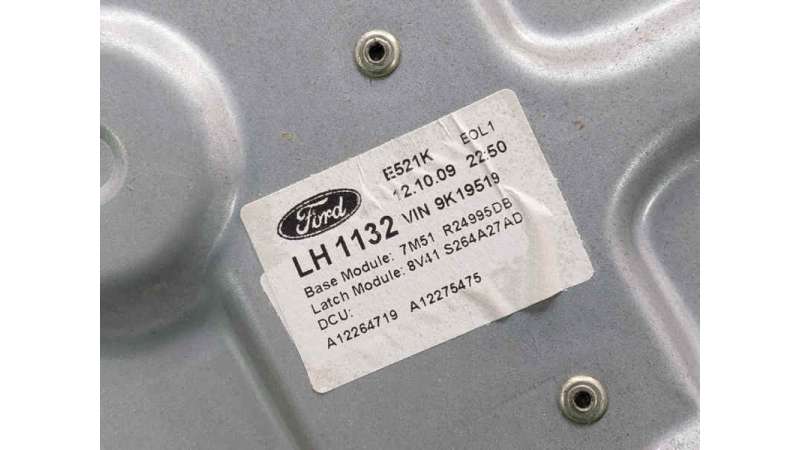 E521K EOL1
12.10.09 22:50
Ford
LH 1132 VIN 9K19519
Base Module: 7M51 R24995DB
Latch Module: 8V41 S264A27AD
DCU:
A12264719 A12275475